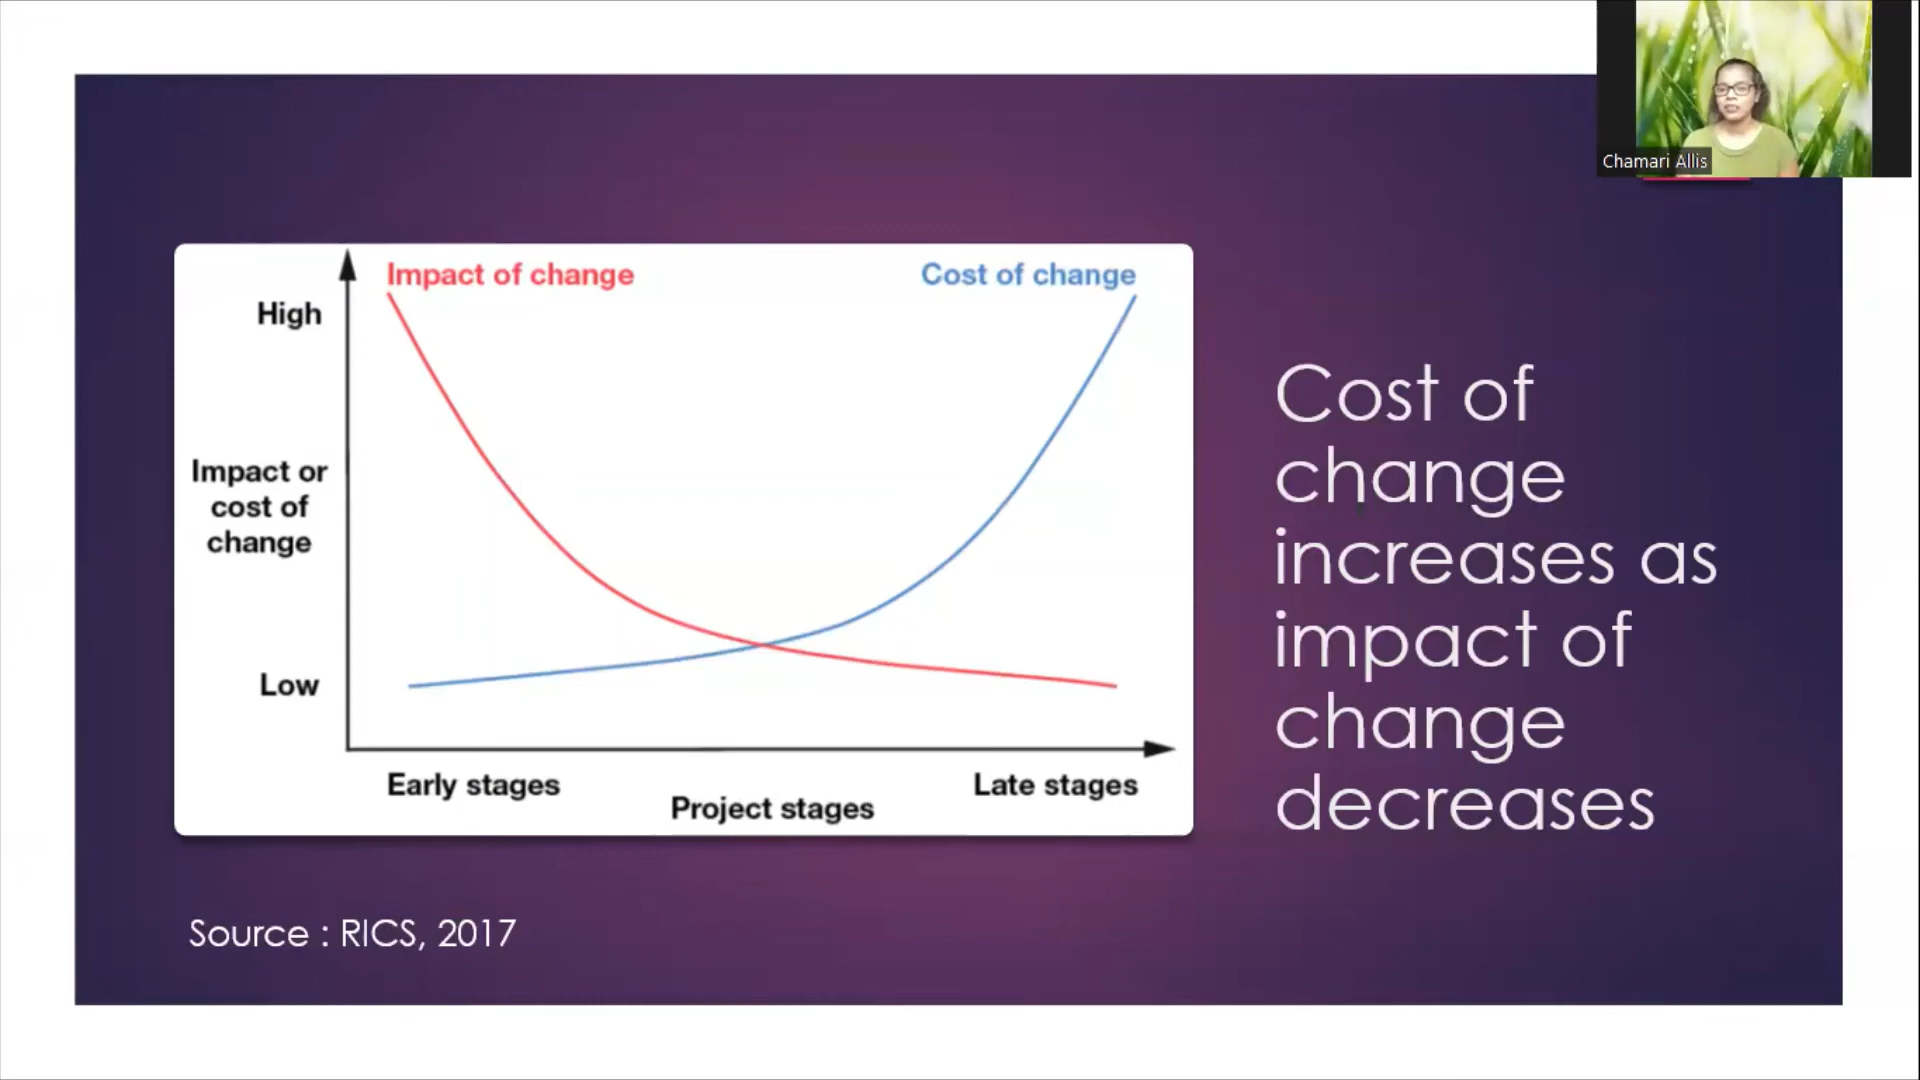 Chamari Allis
Impact of change
Cost of change
High
Impact or
cost of
change
Low
Early stages
Late stages
Project stages
Cost of
change
increases as
impact of
change
decreases
Source : RICS, 2017